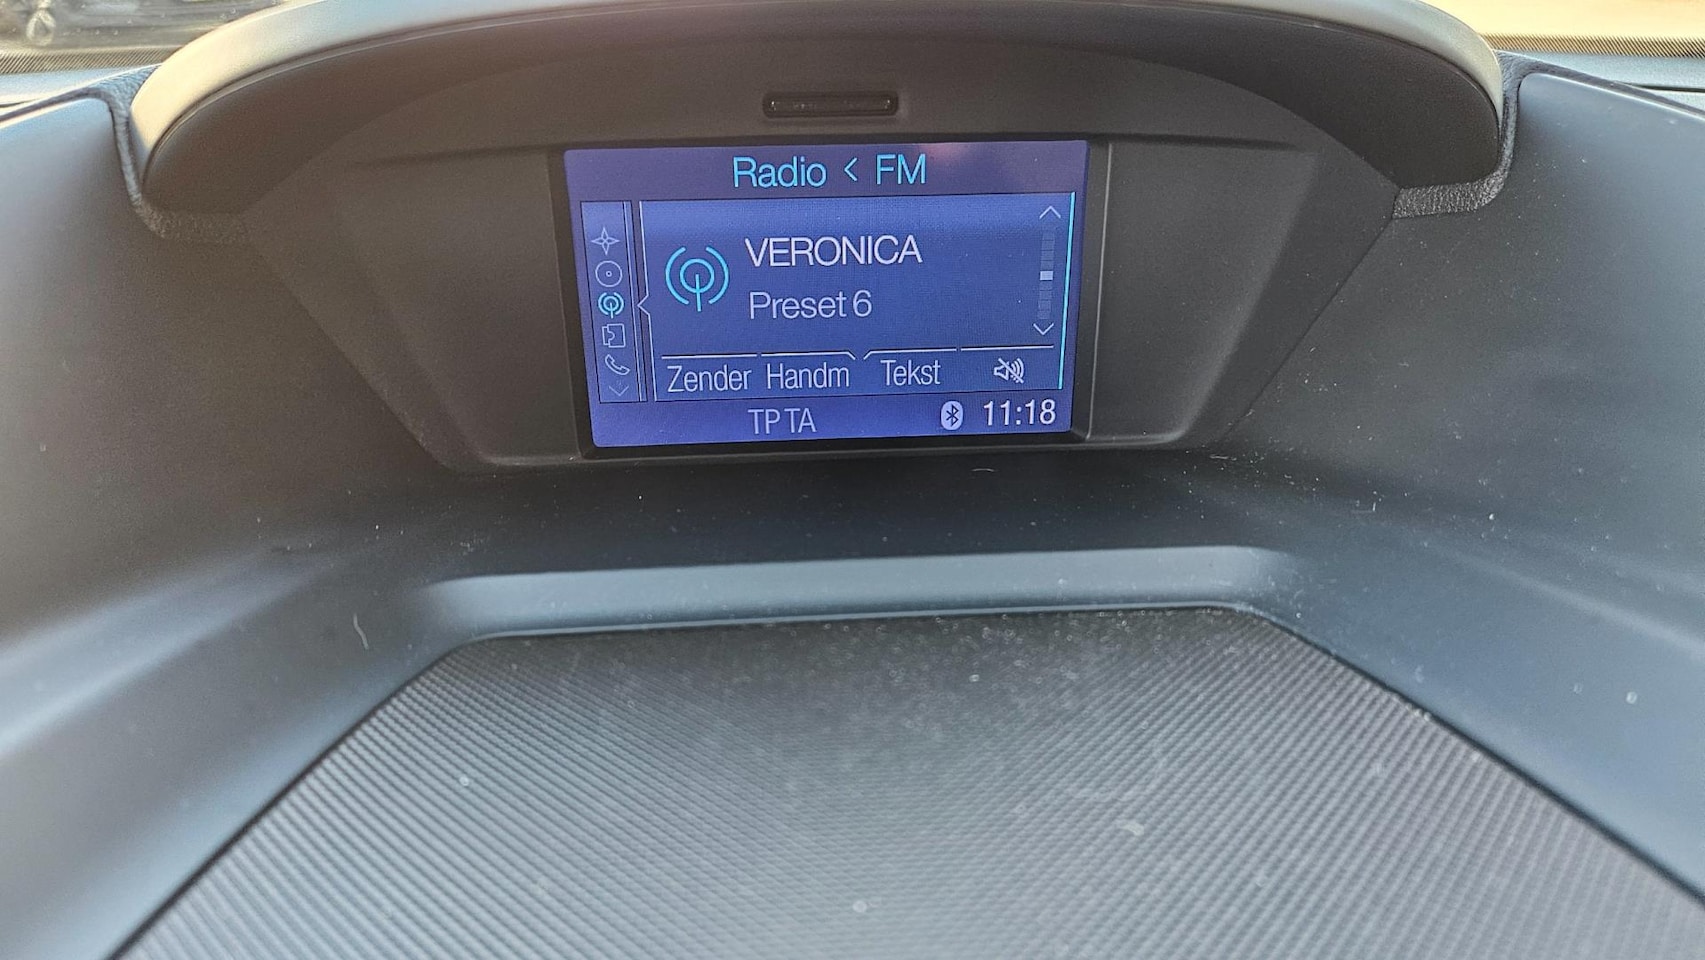 Radio < FM
VERONICA
Preset 6
Zender Handm Tekst
TP TA 11:18